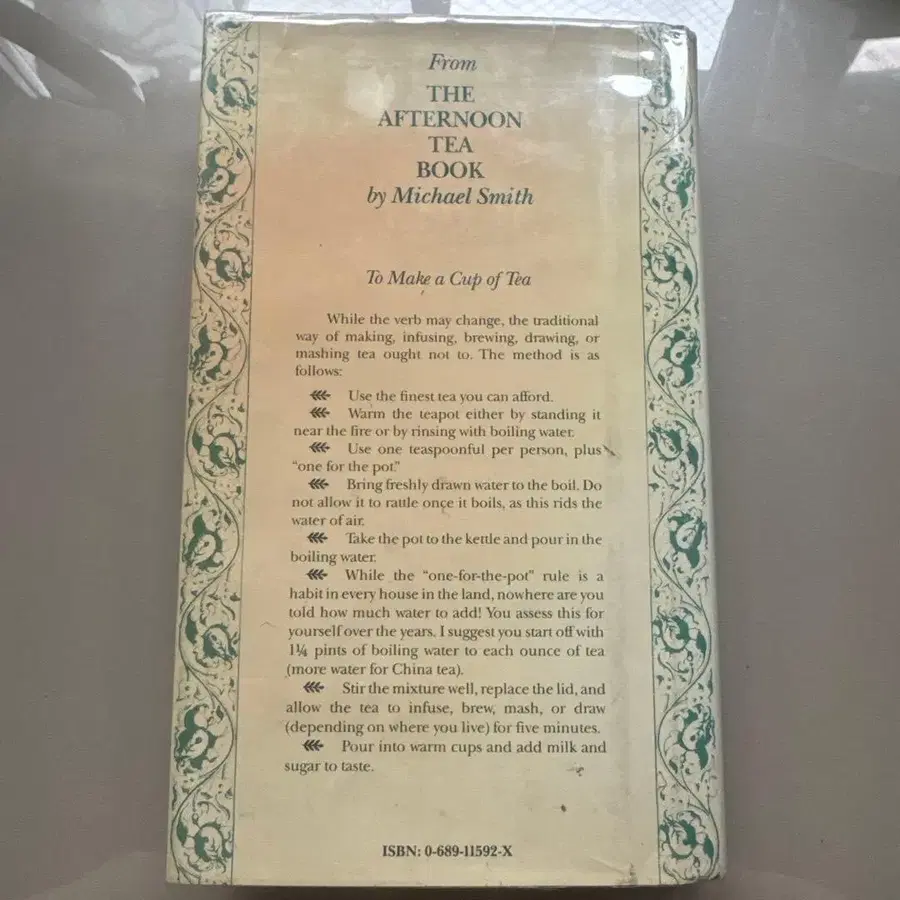 From
THE
AFTERNOON
TEA
BOOK
by Michael Smith
To Make a Cup of Tea
While the verb may change, the traditional
way of making, infusing, brewing, drawing, or
mashing tea ought not to. The method is as
follows:
Use the finest tea you can afford.
Warm the teapot either by standing it
near the fire or by rinsing with boiling water.
Use one teaspoonful per person, plus
“one for the pot.”
Bring freshly drawn water to the boil. Do
not allow it to rattle once it boils, as this rids the
water of air.
Take the pot to the kettle and pour in the
boiling water.
While the “one-for-the-pot” rule is a
habit in every house in the land, nowhere are you
told how much water to add! You assess this for
yourself over the years. I suggest you start off with
1¼ pints of boiling water to each ounce of tea
(more water for China tea).
Stir the mixture well, replace the lid, and
allow the tea to infuse, brew, mash, or draw
(depending on where you live) for five minutes.
Pour into warm cups and add milk and
sugar to taste.
ISBN: 0-689-11592-X